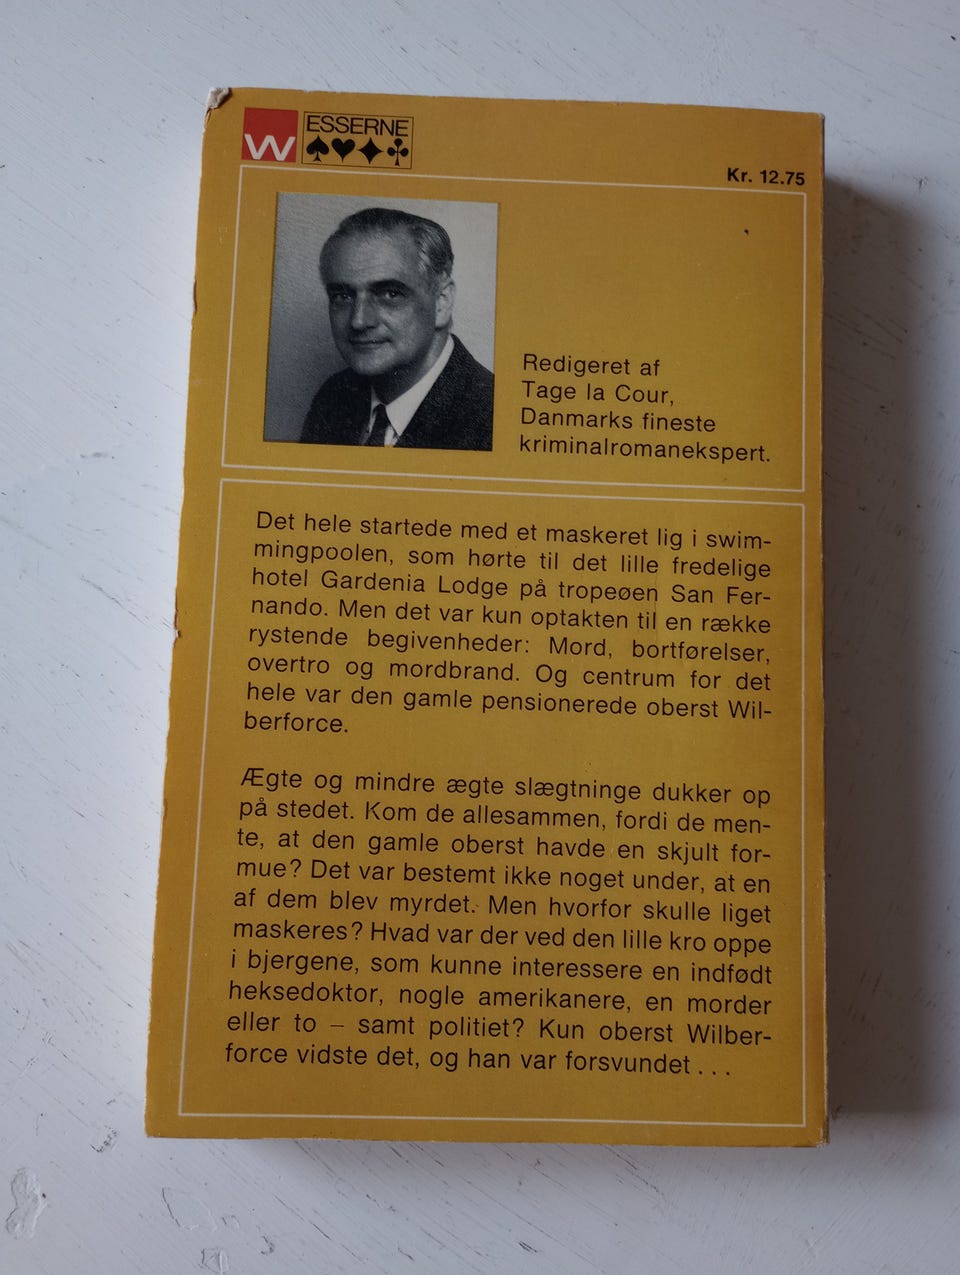 W
ESSERNE
Kr. 12.75
Redigeret af
Tage la Cour,
Danmarks fineste
kriminalromanekspert.
Det hele startede med et maskeret lig i swim-
mingpoolen, som hørte til det lille fredelige
hotel Gardenia Lodge på tropeøen San Fer-
nando. Men det var kun optakten til en række
rystende begivenheder: Mord, bortførelser,
overtro og mordbrand. Og centrum for det
hele var den gamle pensionerede oberst Wil-
berforce.
Ægte og mindre ægte slægtninge dukker op
på stedet. Kom de allesammen, fordi de men-
te, at den gamle oberst havde en skjult for-
mue? Det var bestemt ikke noget under, at en
af dem blev myrdet. Men hvorfor skulle liget
maskeres? Hvad var der ved den lille kro oppe
i bjergene, som kunne interessere en indfødt
heksedoktor, nogle amerikanere, en morder
eller to – samt politiet? Kun oberst Wilber-
force vidste det, og han var forsvundet . . .